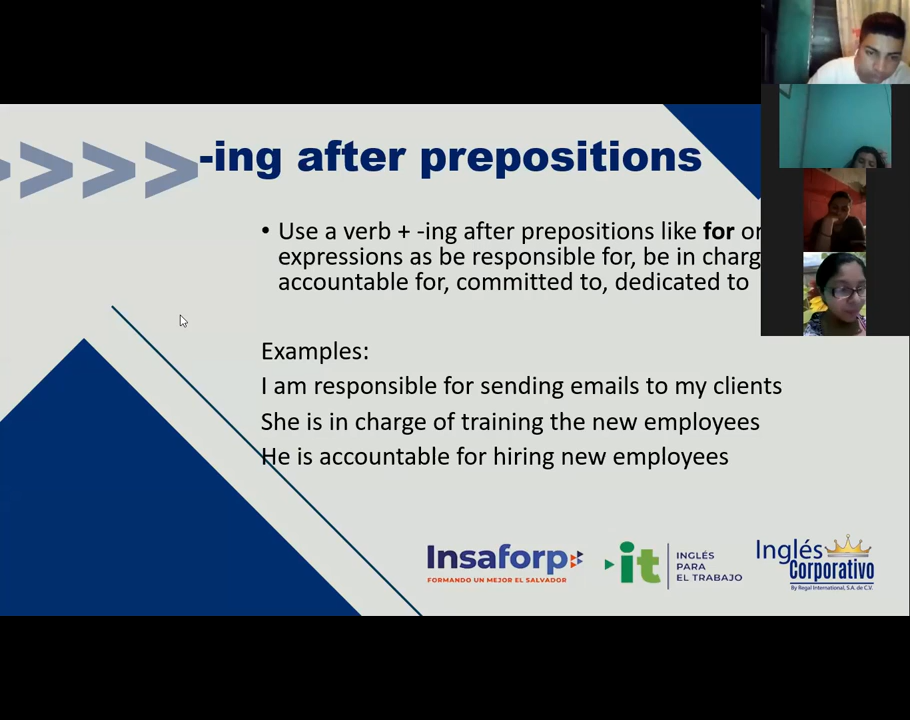 -ing after prepositions
• Use a verb + -ing after prepositions like for or
expressions as be responsible for, be in charg
accountable for, committed to, dedicated to
Examples:
I am responsible for sending emails to my clients
She is in charge of training the new employees
He is accountable for hiring new employees
Insaforp
FORMANDO UN MEJOR EL SALVADOR
it
INGLÉS
PARA
EL TRABAJO
Inglés
Corporativo
By Regal International, S.A. de C.V.